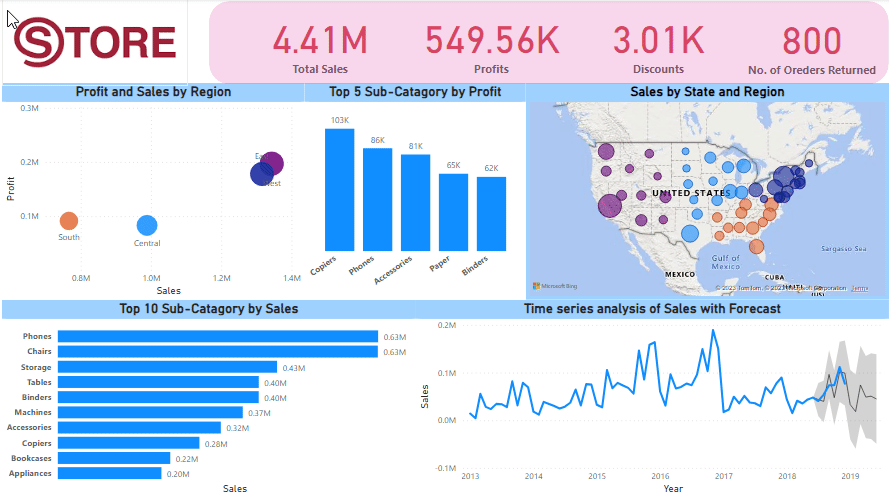 STORE
4.41M 549.56K 3.01K 800
Total Sales Profits Discounts No. of Oreders Returned
Profit and Sales by Region
0.3M
0.2M
0.1M
Profit
South
Central
0.8M 1.0M 1.2M 1.4M
Sales
Top 5 Sub-Catagory by Profit
103K
86K
81K
65K
62K
Copiers Phones Accessories Paper Binders
Sales by State and Region
UNITED STATES
Gulf of
Mexico
Sargasso Sea
MEXICO
CUBA
Microsoft Bing
© 2023 TomTom, © 2023 Microsoft Corporation Terms
Top 10 Sub-Catagory by Sales
Phones 0.63M
Chairs 0.63M
Storage 0.43M
Tables 0.40M
Binders 0.40M
Machines 0.37M
Accessories 0.32M
Copiers 0.28M
Bookcases 0.22M
Appliances 0.20M
Sales
Time series analysis of Sales with Forecast
0.2M
0.1M
0.0M
-0.1M
Sales
2013 2014 2015 2016 2017 2018 2019
Year